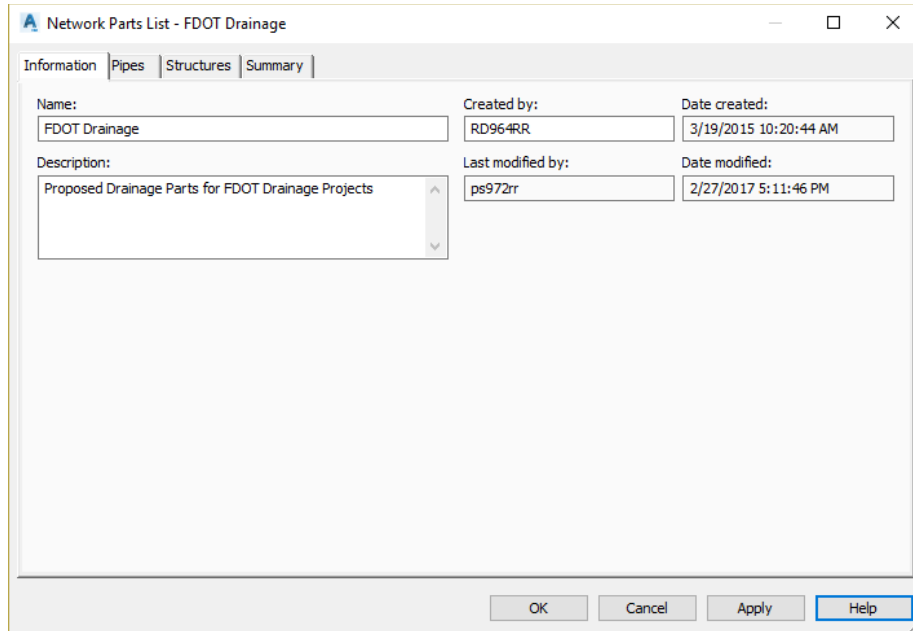 Network Parts List - FDOT Drainage
Information Pipes Structures Summary
Name: Created by: Date created:
FDOT Drainage RD964RR 3/19/2015 10:20:44 AM
Description: Last modified by: Date modified:
Proposed Drainage Parts for FDOT Drainage Projects ps972rr 2/27/2017 5:11:46 PM
OK Cancel Apply Help